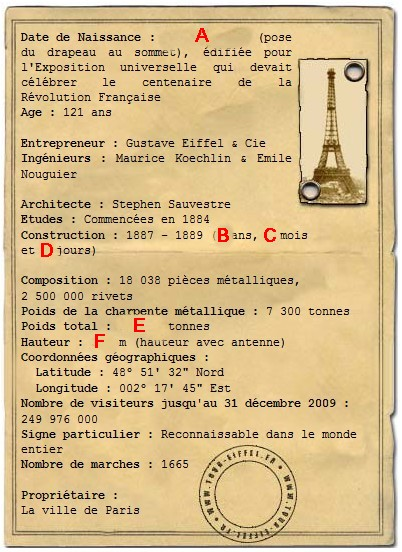 Date de Naissance : A (pose
du drapeau au sommet), édifiée pour
l'Exposition universelle qui devait
célébrer le centenaire de la
Révolution Française
Age : 121 ans
Entrepreneur : Gustave Eiffel & Cie
Ingénieurs : Maurice Koechlin & Emile
Nouguier
Architecte : Stephen Sauvestre
Etudes : Commencées en 1884
Construction : 1887 - 1889 (B ans, C mois
et D jours)
Composition : 18 038 pièces métalliques,
2 500 000 rivets
Poids de la charpente métallique : 7 300 tonnes
Poids total : E tonnes
Hauteur : F m (hauteur avec antenne)
Coordonnées géographiques :
Latitude : 48° 51' 32" Nord
Longitude : 002° 17' 45" Est
Nombre de visiteurs jusqu'au 31 décembre 2009 :
249 976 000
Signe particulier : Reconnaissable dans le monde
entier
Nombre de marches : 1665
Propriétaire :
La ville de Paris
WWW.TOUR-EIFFEL.FR • WWW.TOUR-EIFFEL.FR •